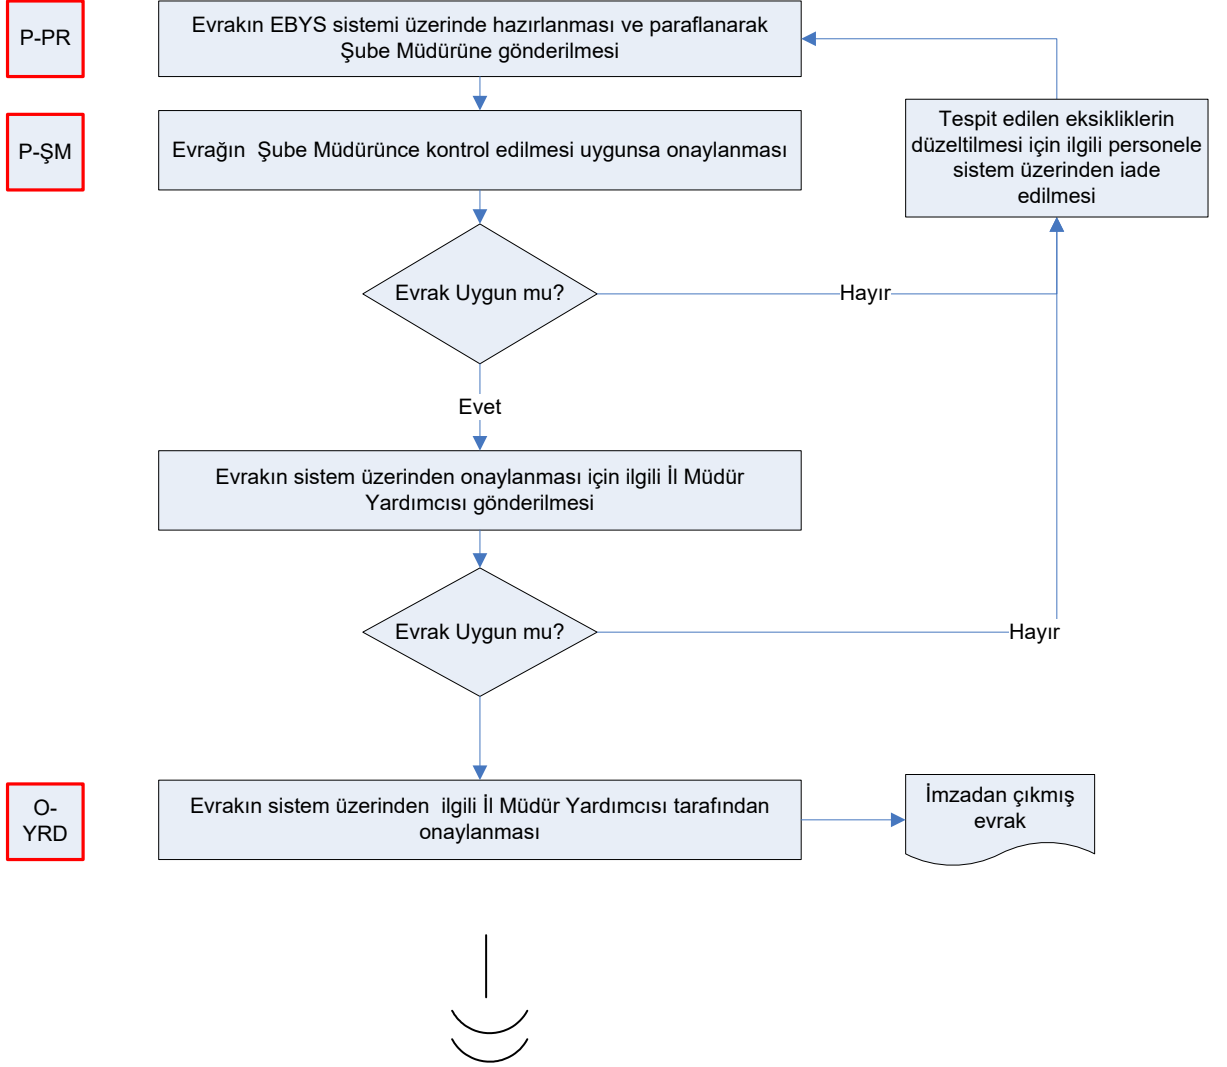 P-PR
Evrakın EBYS sistemi üzerinde hazırlanması ve paraflanarak
Şube Müdürüne gönderilmesi
P-ŞM
Evrağın  Şube Müdürünce kontrol edilmesi uygunsa onaylanması
Tespit edilen eksikliklerin
düzeltilmesi için ilgili personele
sistem üzerinden iade
edilmesi
Evrak Uygun mu?
Hayır
Evet
Evrakın sistem üzerinden onaylanması için ilgili İl Müdür
Yardımcısı gönderilmesi
Evrak Uygun mu?
Hayır
O-
YRD
Evrakın sistem üzerinden  ilgili İl Müdür Yardımcısı tarafından
onaylanması
İmzadan çıkmış
evrak